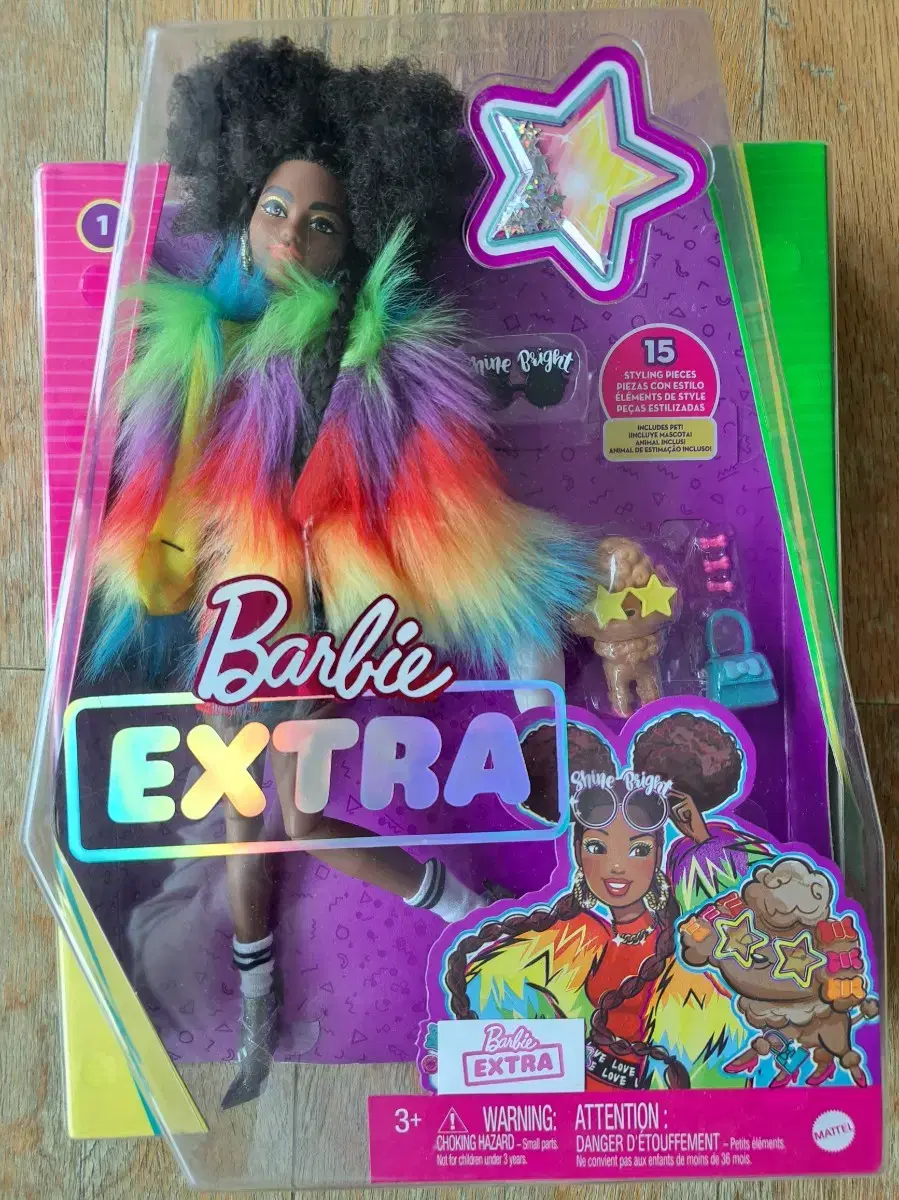 1
Shine Bright
15
STYLING PIECES
PIEZAS CON ESTILO
ÉLÉMENTS DE STYLE
PEÇAS ESTILIZADAS
INCLUDES PET!
¡INCLUYE MASCOTA!
ANIMAL INCLUS!
ANIMAL DE ESTIMAÇÃO INCLUSO!
Barbie
EXTRA
Shine Bright
LOVE LOVE
LOVE
Barbie
EXTRA
3+
WARNING:
CHOKING HAZARD – Small parts.
Not for children under 3 years.
ATTENTION :
DANGER D'ÉTOUFFEMENT – Petits éléments.
Ne convient pas aux enfants de moins de 36 mois.
MATTEL